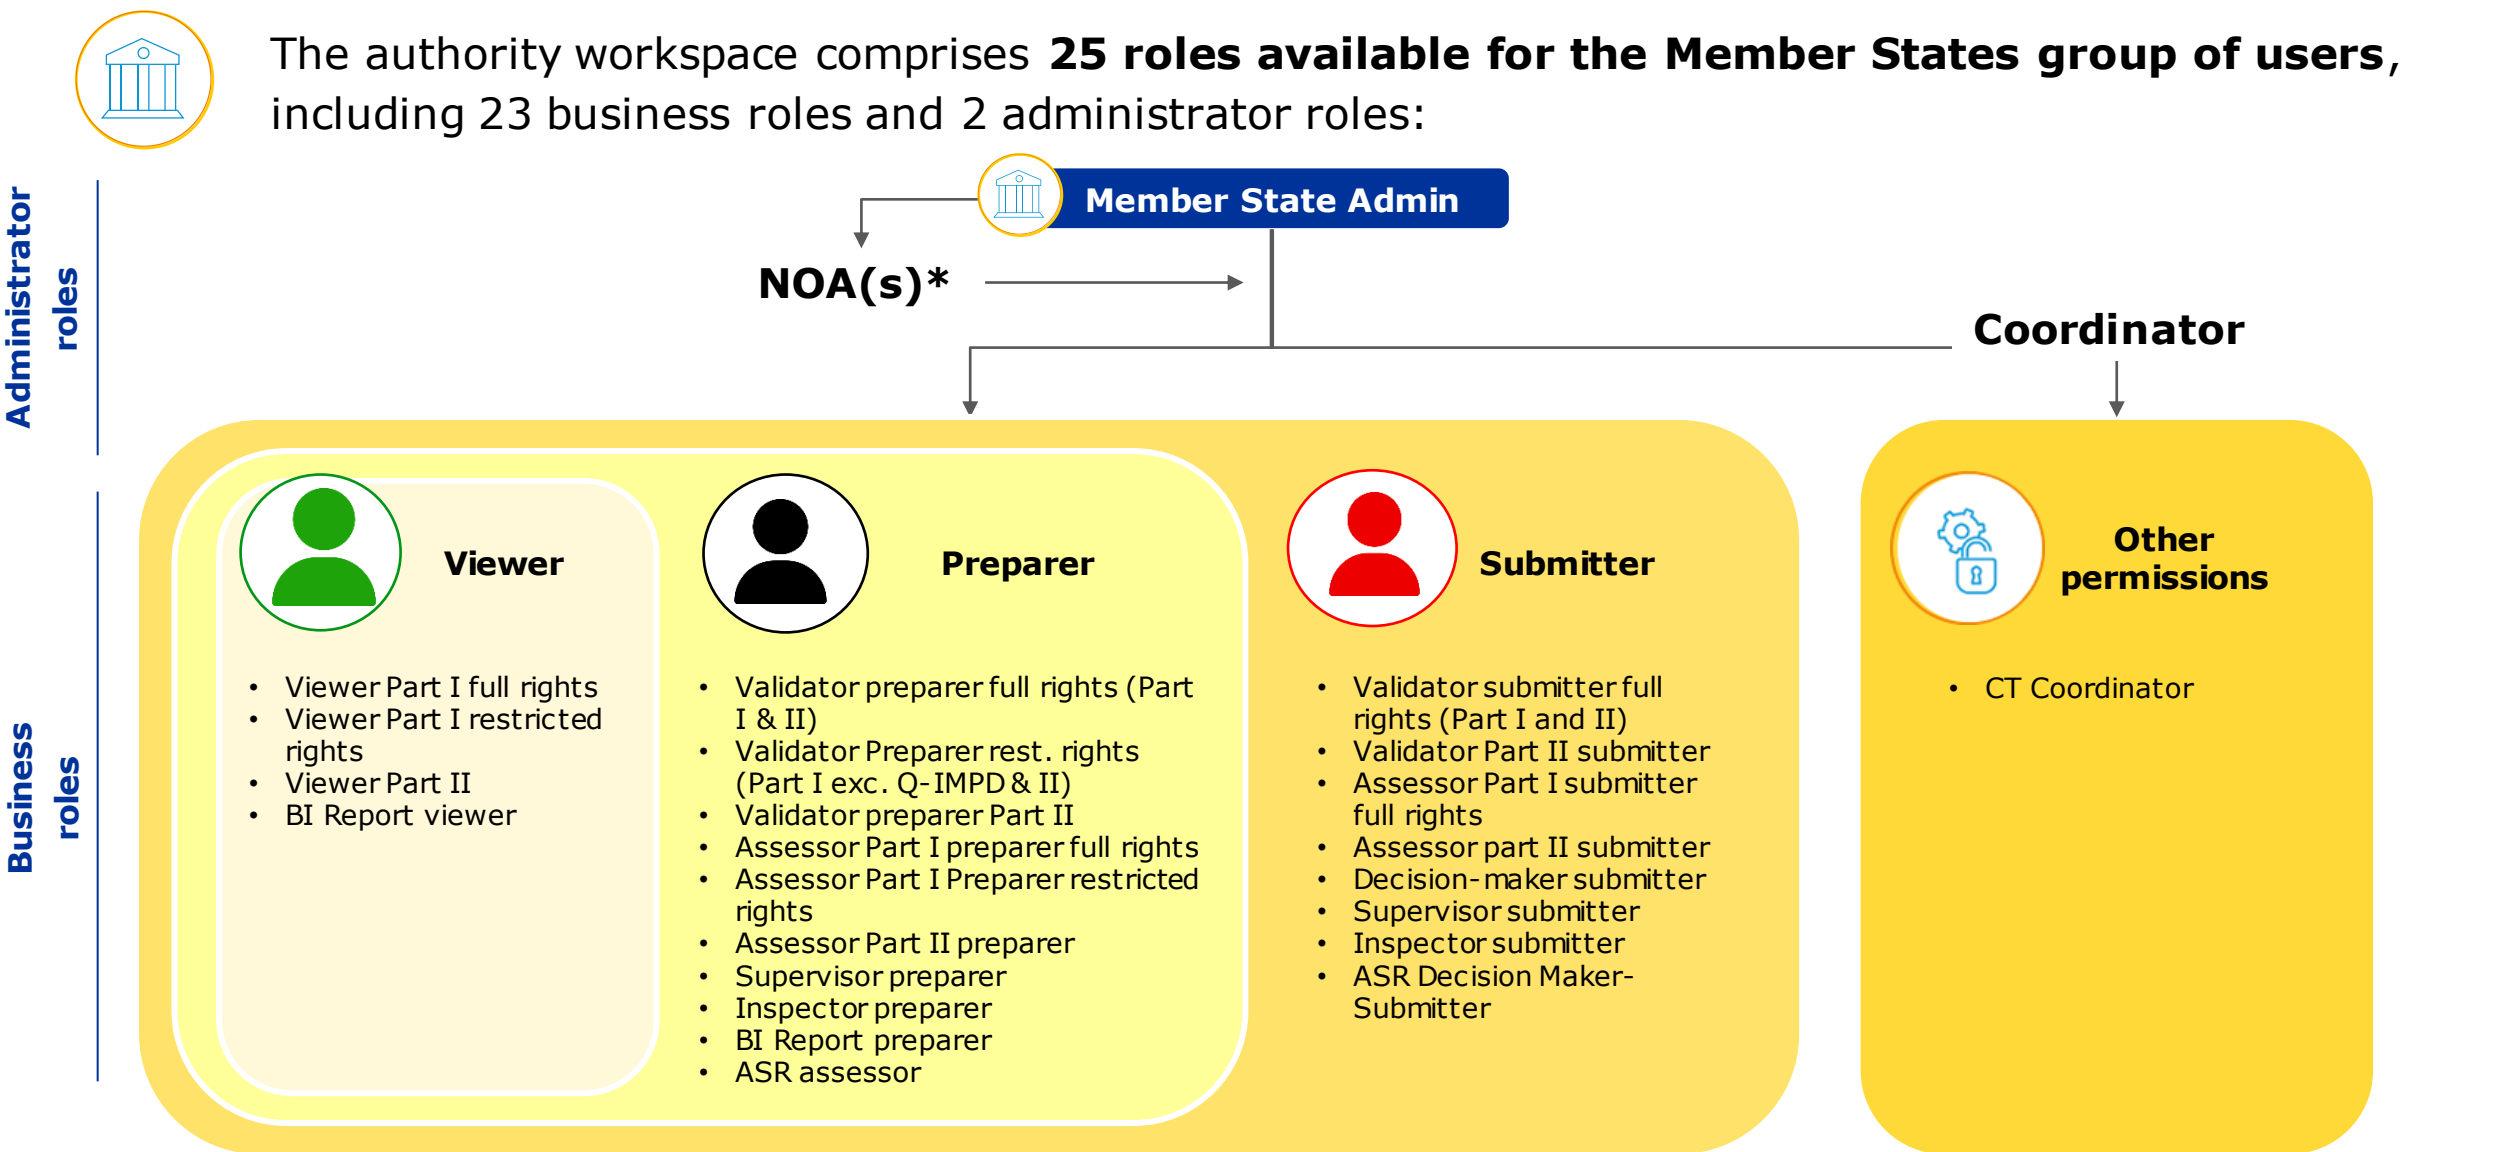 The authority workspace comprises 25 roles available for the Member States group of users,
including 23 business roles and 2 administrator roles:
Administrator
roles
Member State Admin
NOA(s)*
Coordinator
Business
roles
Viewer
• Viewer Part I full rights
• Viewer Part I restricted
rights
• Viewer Part II
• BI Report viewer
Preparer
• Validator preparer full rights (Part
I & II)
• Validator Preparer rest. rights
(Part I exc. Q-IMPD & II)
• Validator preparer Part II
• Assessor Part I preparer full rights
• Assessor Part I Preparer restricted
rights
• Assessor Part II preparer
• Supervisor preparer
• Inspector preparer
• BI Report preparer
• ASR assessor
Submitter
• Validator submitter full
rights (Part I and II)
• Validator Part II submitter
• Assessor Part I submitter
full rights
• Assessor part II submitter
• Decision-maker submitter
• Supervisor submitter
• Inspector submitter
• ASR Decision Maker-
Submitter
Other
permissions
• CT Coordinator